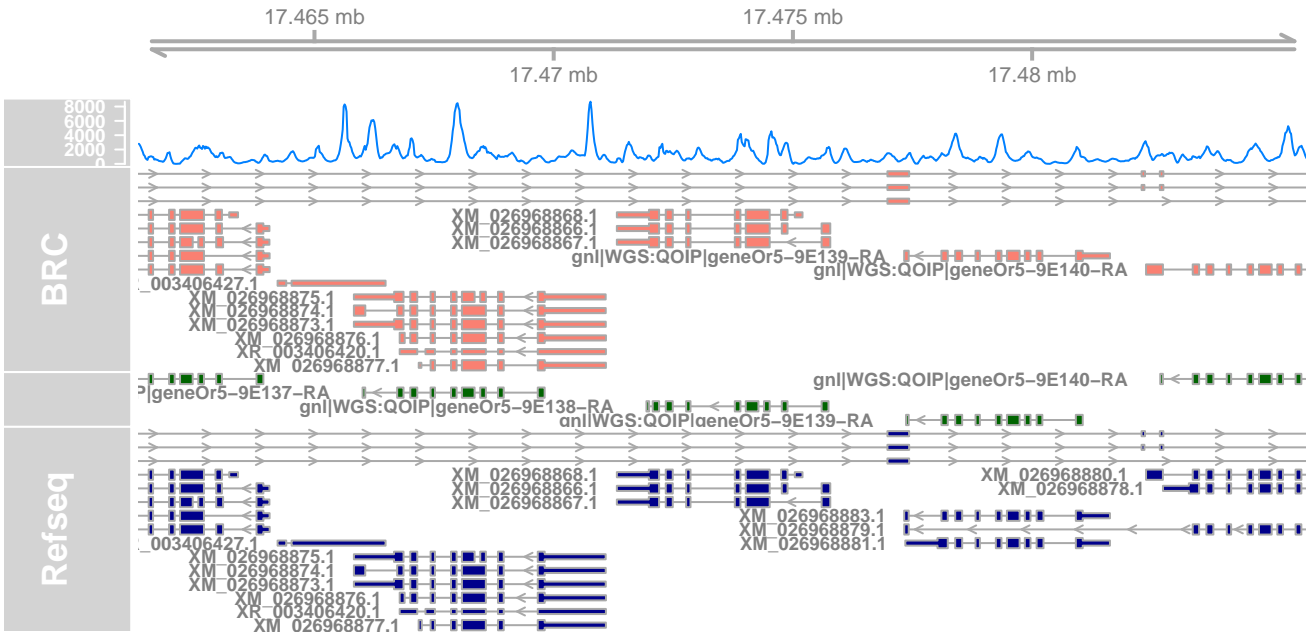 17.465 mb
17.475 mb
17.47 mb
17.48 mb
8000
6000
4000
2000
0
BRC
XM_026968868.1
XM_026968866.1
XM_026968867.1
gnl|WGS:QOIP|geneOr5-9E139-RA
gnl|WGS:QOIP|geneOr5-9E140-RA
_003406427.1
XM_026968875.1
XM_026968874.1
XM_026968873.1
XM_026968876.1
XR_003406420.1
XM_026968877.1
P|geneOr5-9E137-RA
gnl|WGS:QOIP|geneOr5-9E140-RA
gnl|WGS:QOIP|geneOr5-9E138-RA
gnl|WGS:QOIP|geneOr5-9E139-RA
Refseq
XM_026968868.1
XM_026968880.1
XM_026968866.1
XM_026968878.1
XM_026968867.1
XM_026968883.1
XM_026968879.1
_003406427.1
XM_026968881.1
XM_026968875.1
XM_026968874.1
XM_026968873.1
XM_026968876.1
XR_003406420.1
XM_026968877.1